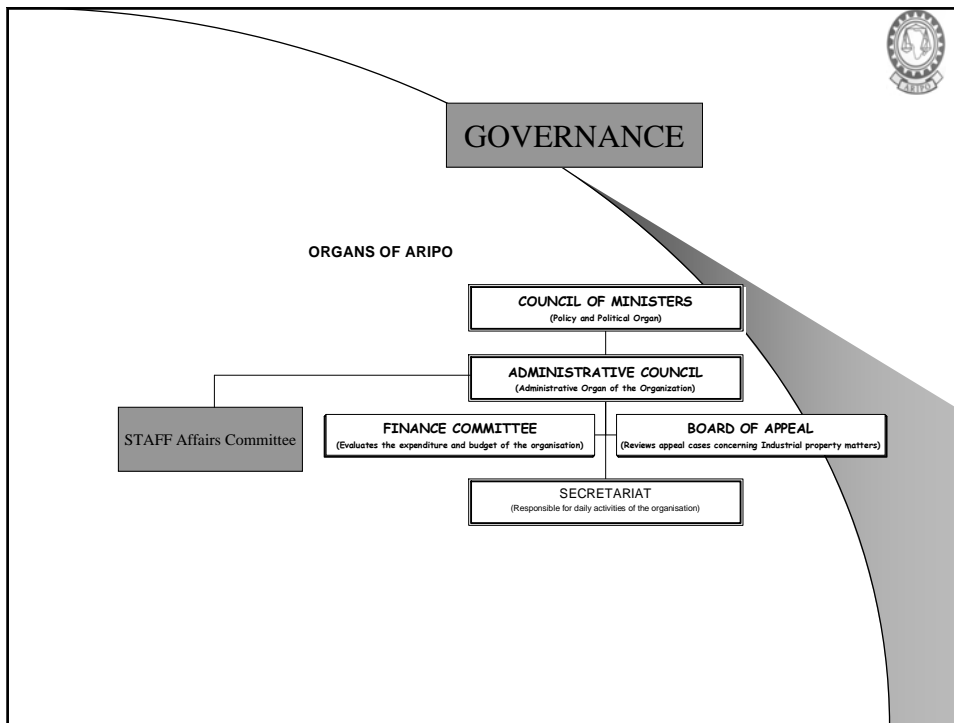 ARIPO
GOVERNANCE
ORGANS OF ARIPO
COUNCIL OF MINISTERS
(Policy and Political Organ)
ADMINISTRATIVE COUNCIL
(Administrative Organ of the Organization)
STAFF Affairs Committee
FINANCE COMMITTEE
(Evaluates the expenditure and budget of the organisation)
BOARD OF APPEAL
(Reviews appeal cases concerning Industrial property matters)
SECRETARIAT
(Responsible for daily activities of the organisation)